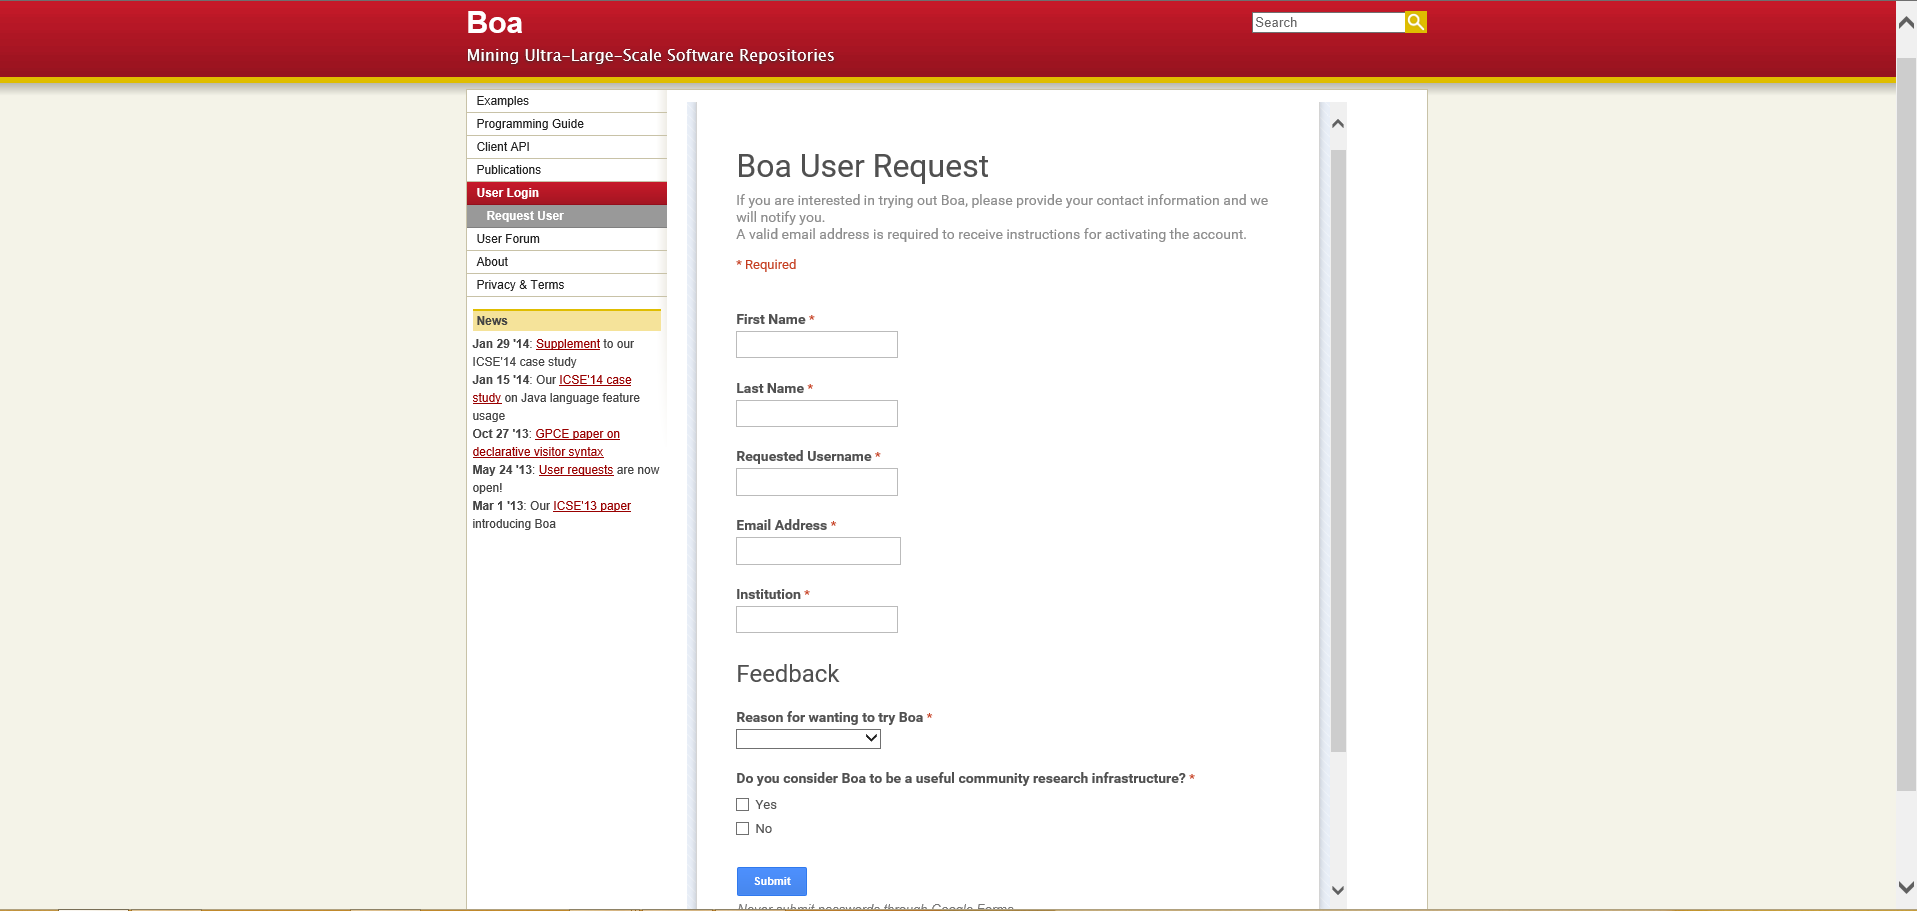 Boa
Search
Mining Ultra-Large-Scale Software Repositories
Examples
Programming Guide
Client API
Publications
User Login
Request User
User Forum
About
Privacy & Terms
News
Jan 29 '14: Supplement to our
ICSE'14 case study
Jan 15 '14: Our ICSE'14 case
study on Java language feature
usage
Oct 27 '13: GPCE paper on
declarative visitor syntax
May 24 '13: User requests are now
open!
Mar 1 '13: Our ICSE'13 paper
introducing Boa
Boa User Request
If you are interested in trying out Boa, please provide your contact information and we
will notify you.
A valid email address is required to receive instructions for activating the account.
* Required
First Name *
Last Name *
Requested Username *
Email Address *
Institution *
Feedback
Reason for wanting to try Boa *
Do you consider Boa to be a useful community research infrastructure? *
Yes
No
Submit
Never submit passwords through Google Forms.